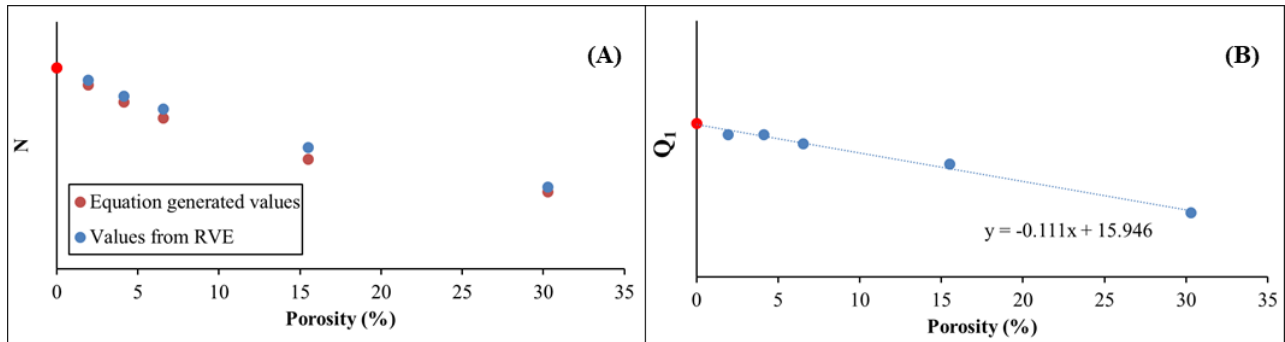 (A)
N
Equation generated values
Values from RVE
0 5 10 15 20 25 30 35
Porosity (%)
(B)
Q₁
y = -0.111x + 15.946
0 5 10 15 20 25 30 35
Porosity (%)